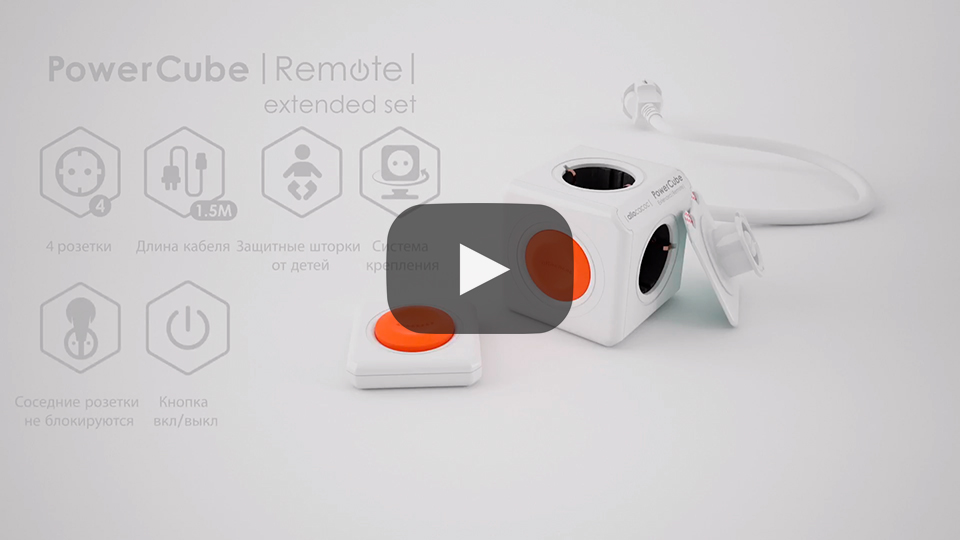 PowerCube |Remote|
extended set
4
1.5M
4 розетки
Длина кабеля
Защитные шторки
от детей
Система
крепления
Соседние розетки
не блокируются
Кнопка
вкл/выкл
allocacoc
PowerCube